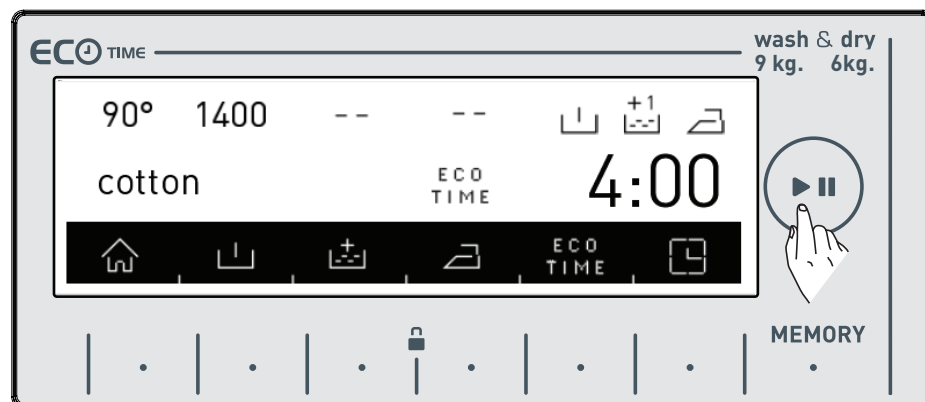 ECO TIME
wash & dry
9 kg. 6kg.
90° 1400 -- -- +1
cotton ECO TIME 4:00
+ ECO TIME
MEMORY